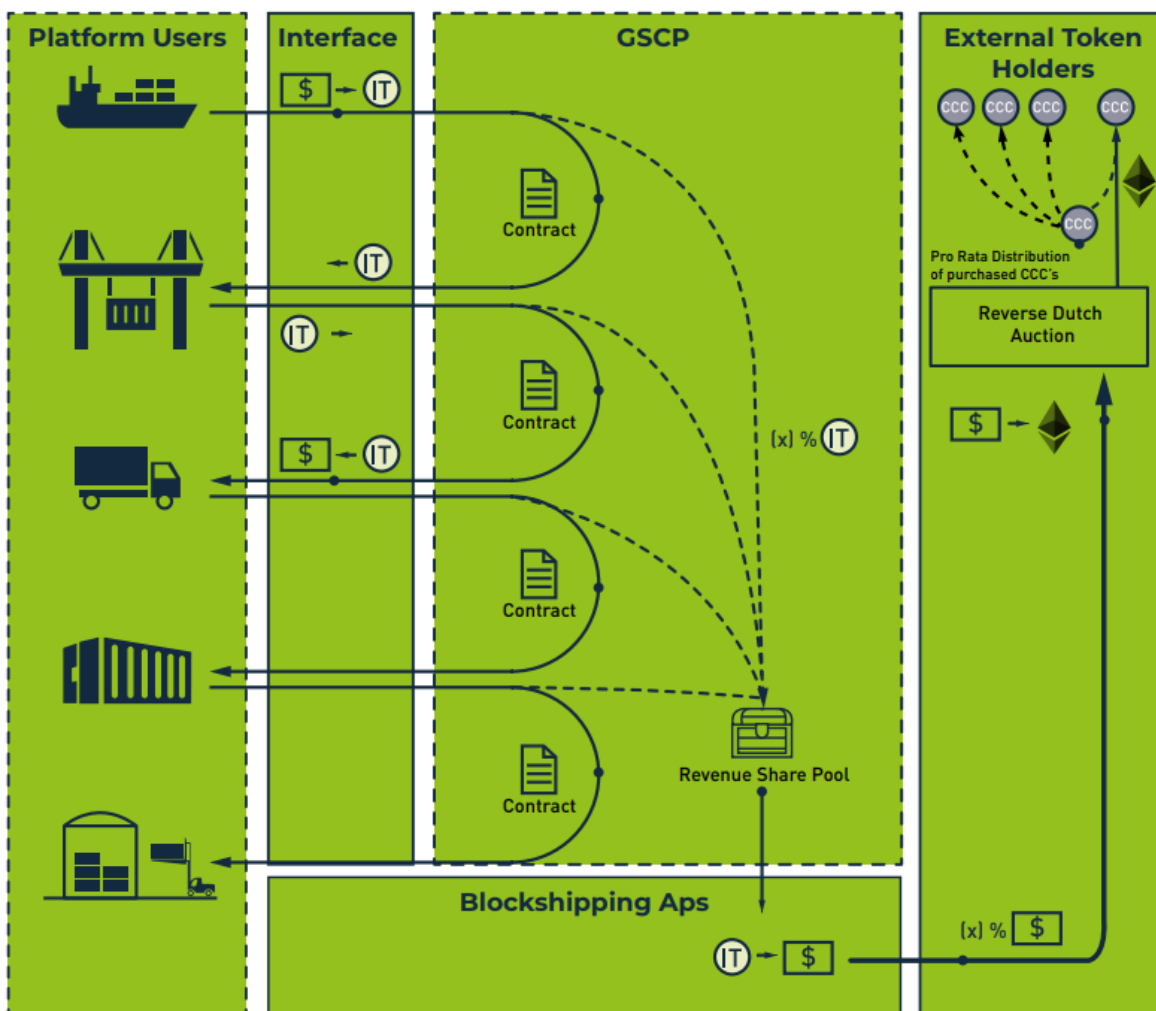 Platform Users
Interface
GSCP
External Token
Holders
$
IT
CCC
CCC
CCC
CCC
Contract
CCC
IT
Pro Rata Distribution
of purchased CCC's
Reverse Dutch
Auction
IT
Contract
$
(x) % IT
$
IT
Contract
Contract
Revenue Share Pool
Blockshipping Aps
(x) % $
IT
$